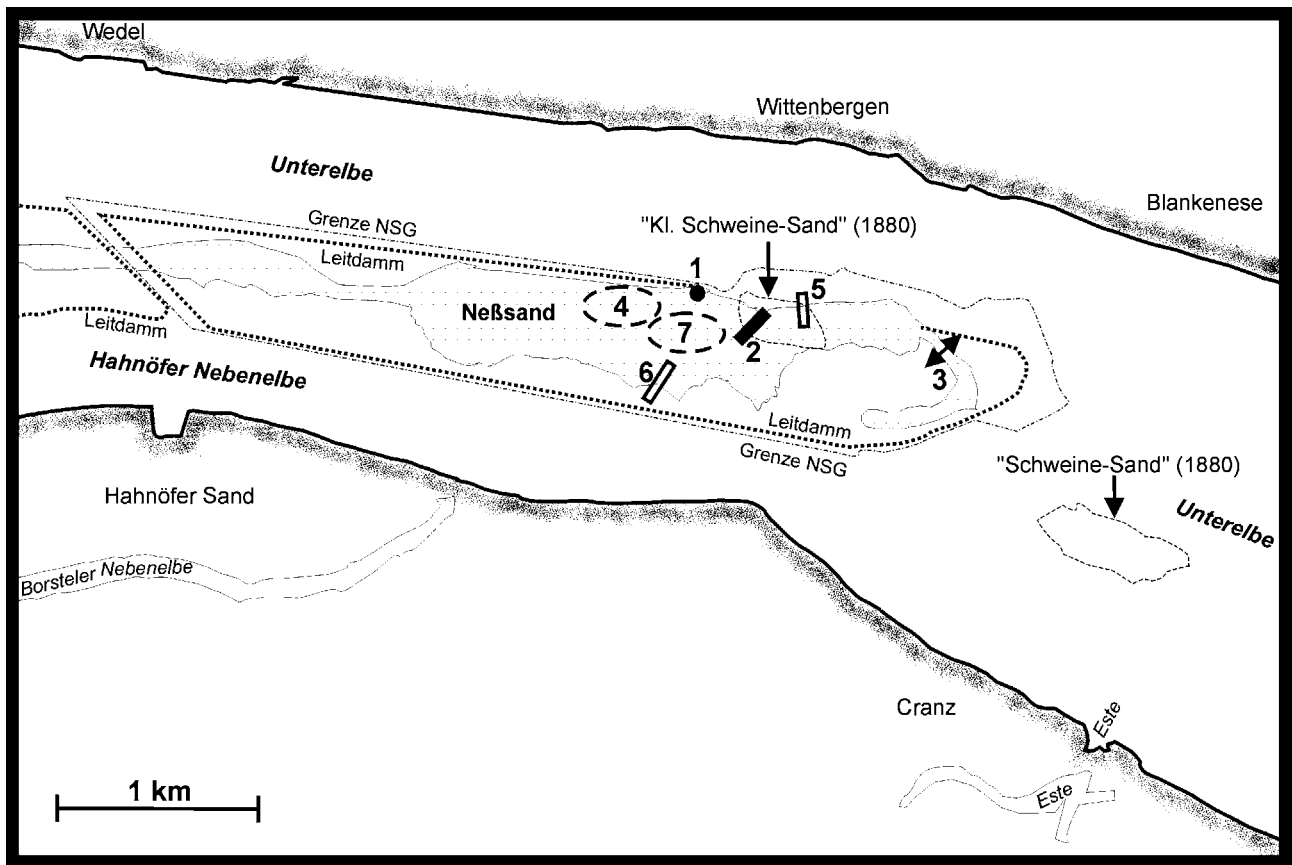 Wedel
Wittenbergen
Unterelbe
Blankenese
Grenze NSG
"Kl. Schweine-Sand" (1880)
Leitdamm
1
5
4
Neßsand
7
2
Leitdamm
6
3
Hahnöfer Nebenelbe
Leitdamm
Grenze NSG
"Schweine-Sand" (1880)
Hahnöfer Sand
Unterelbe
Borsteler Nebenelbe
Cranz
Este
1 km
Este